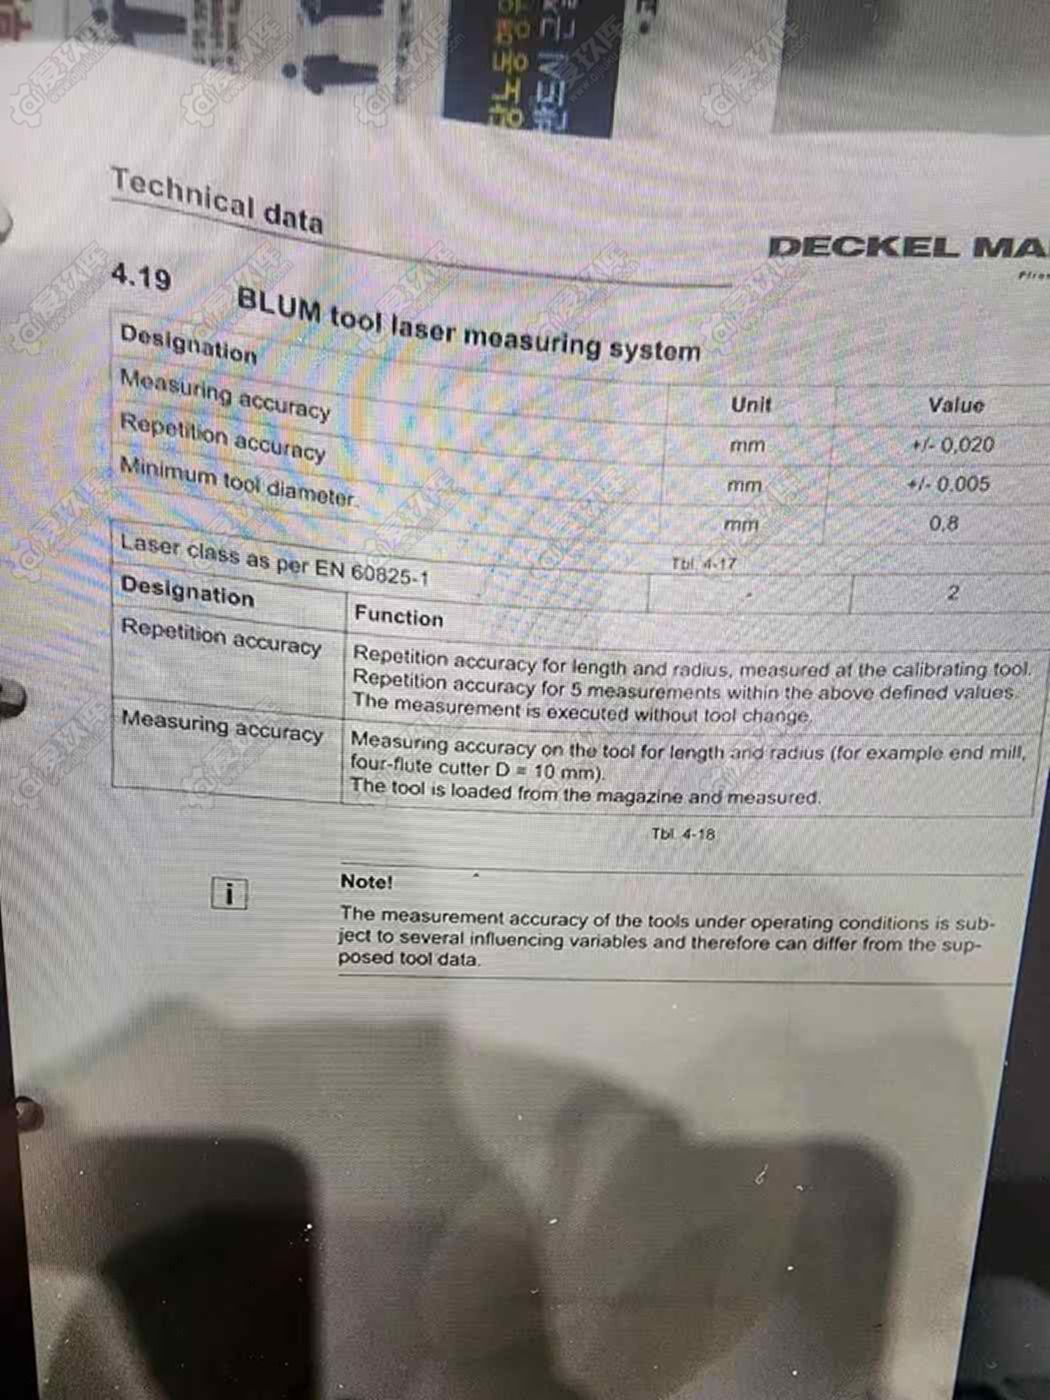 Technical data
DECKEL MA
4.19 BLUM tool laser measuring system
Designation Unit Value
Measuring accuracy mm +/- 0,020
Repetition accuracy mm +/- 0.005
Minimum tool diameter. mm 0,8
Tbl. 4-17
Laser class as per EN 60825-1 - 2
Designation Function
Repetition accuracy Repetition accuracy for length and radius, measured at the calibrating tool.
Repetition accuracy for 5 measurements within the above defined values.
The measurement is executed without tool change.
Measuring accuracy Measuring accuracy on the tool for length and radius (for example end mill,
four-flute cutter D = 10 mm).
The tool is loaded from the magazine and measured.
Tbl. 4-18
i
Note!
The measurement accuracy of the tools under operating conditions is sub-
ject to several influencing variables and therefore can differ from the sup-
posed tool data.